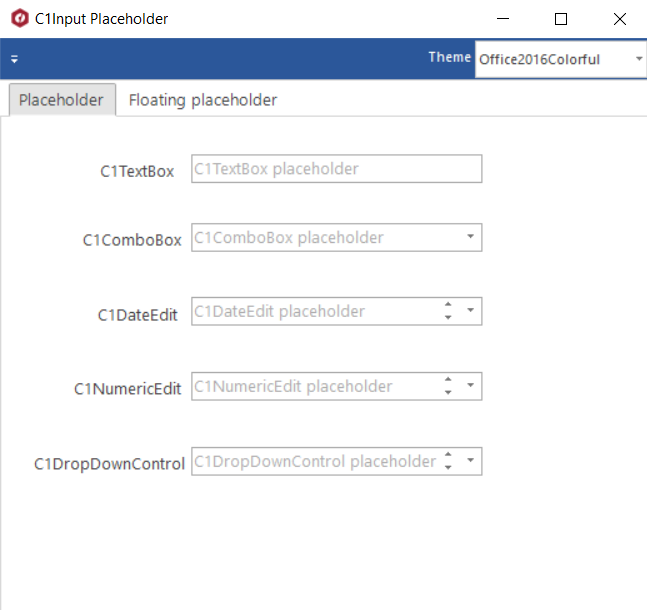 C1Input Placeholder
Theme Office2016Colorful
Placeholder Floating placeholder
C1TextBox C1TextBox placeholder
C1ComboBox C1ComboBox placeholder
C1DateEdit C1DateEdit placeholder
C1NumericEdit C1NumericEdit placeholder
C1DropDownControl C1DropDownControl placeholder